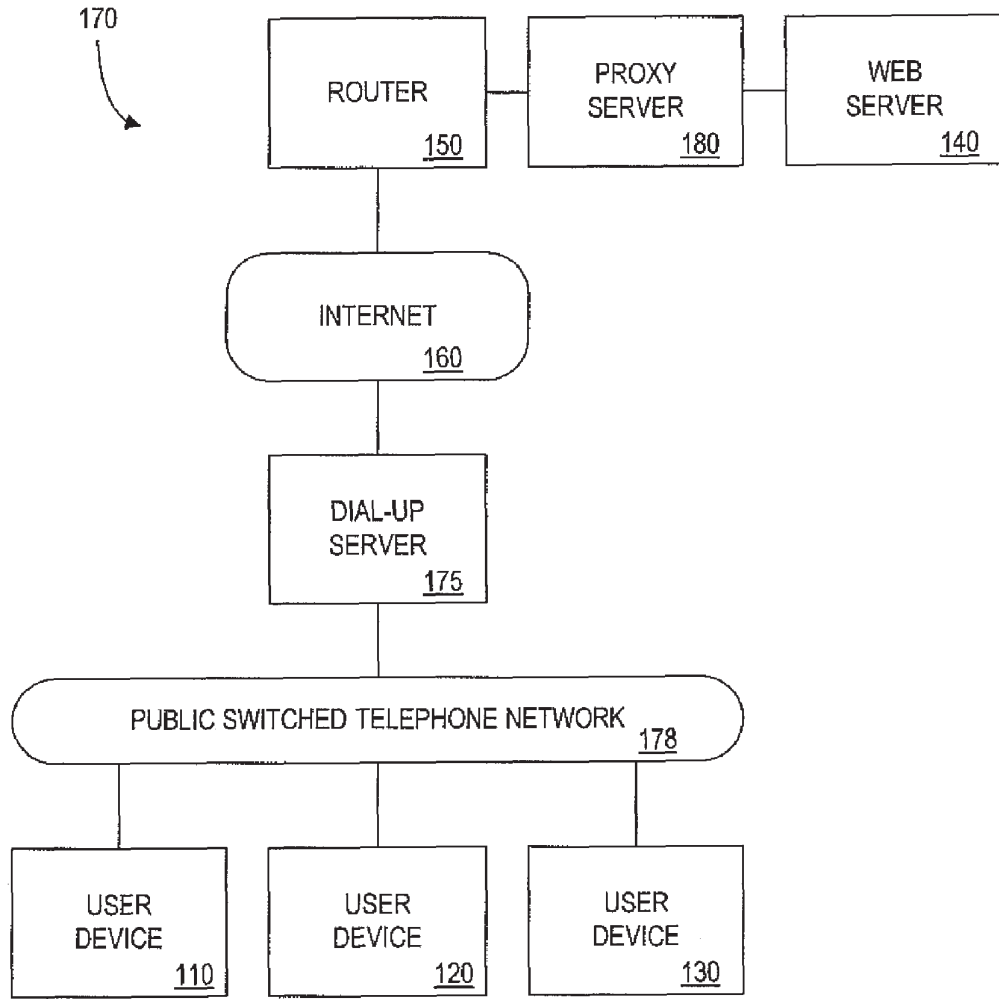 170
ROUTER
150
PROXY
SERVER
180
WEB
SERVER
140
INTERNET
160
DIAL-UP
SERVER
175
PUBLIC SWITCHED TELEPHONE NETWORK
178
USER
DEVICE
110
USER
DEVICE
120
USER
DEVICE
130